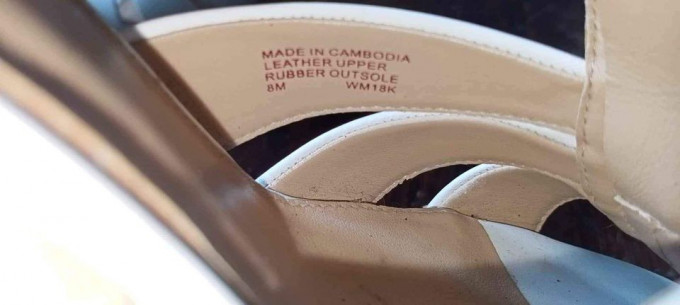 MADE IN CAMBODIA
LEATHER UPPER
RUBBER OUTSOLE
8M WM18K